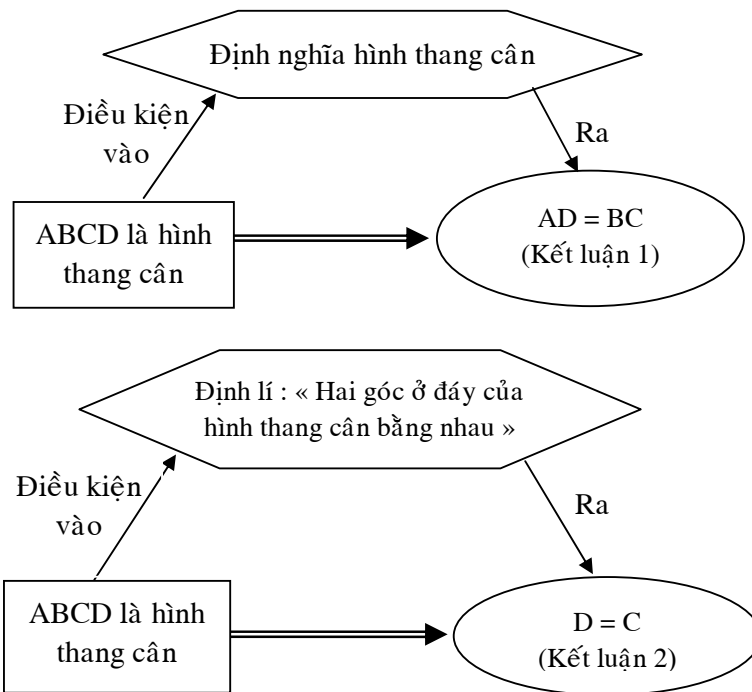 Định nghĩa hình thang cân
Điều kiện
vào
Ra
ABCD là hình
thang cân
AD = BC
(Kết luận 1)
Định lí : « Hai góc ở đáy của
hình thang cân bằng nhau »
Điều kiện
vào
Ra
ABCD là hình
thang cân
D = C
(Kết luận 2)